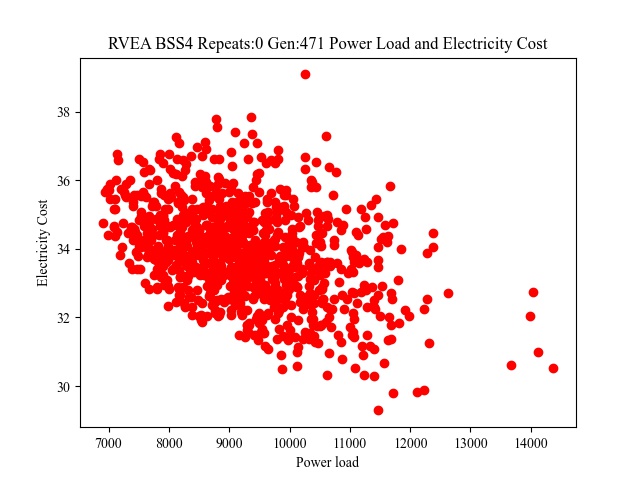 RVEA BSS4 Repeats:0 Gen:471 Power Load and Electricity Cost
38
36
34
32
30
Electricity Cost
7000 8000 9000 10000 11000 12000 13000 14000
Power load